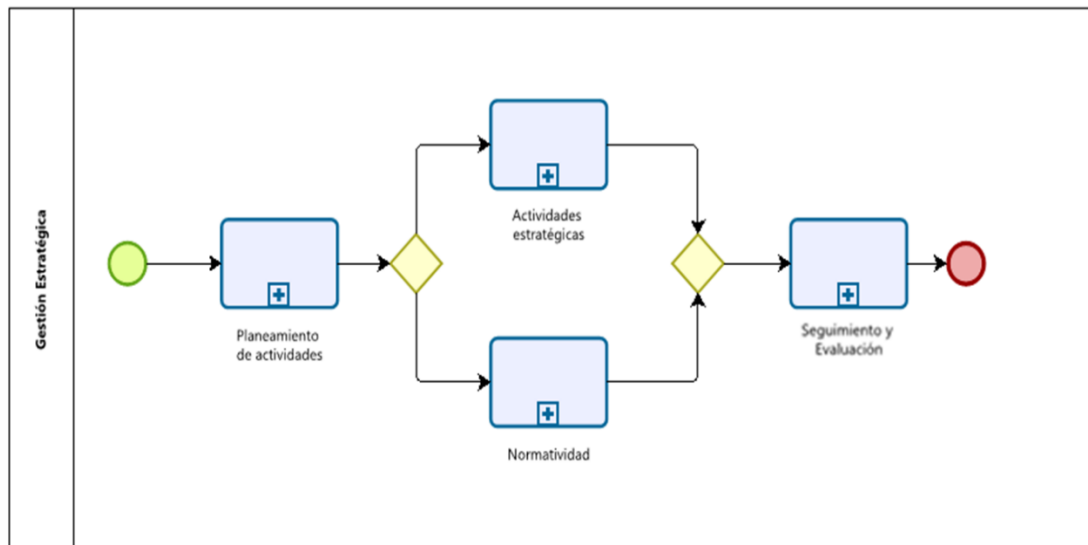 Gestión Estratégica
Planeamiento
de actividades
Actividades
estratégicas
Normatividad
Seguimiento y
Evaluación